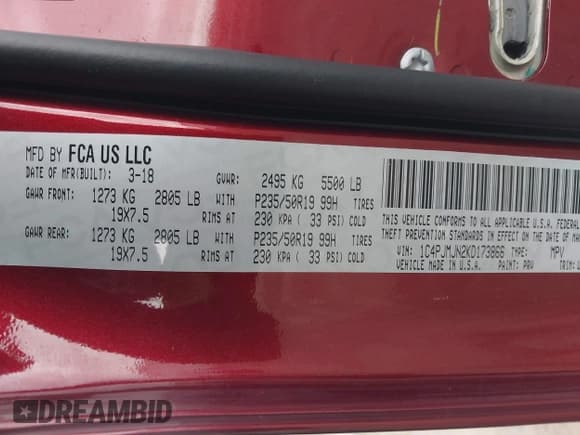 MFD BY FCA US LLC
DATE OF MFR(BUILT): 3-18 GVWR: 2495 KG 5500 LB
GAWR FRONT: 1273 KG 2805 LB WITH P235/50R19 99H TIRES
19X7.5 RIMS AT 230 KPA ( 33 PSI) COLD
GAWR REAR: 1273 KG 2805 LB WITH P235/50R19 99H TIRES
19X7.5 RIMS AT 230 KPA ( 33 PSI) COLD
THIS VEHICLE CONFORMS TO ALL APPLICABLE U.S.A.
SAFETY STANDARDS IN EFFECT ON THE DATE OF
VIN: 1C4PJMJN2KD173866 TYPE: MPV
VEHICLE MADE IN U.S.A. PAINT: PRV TRIM:
DREAMBID